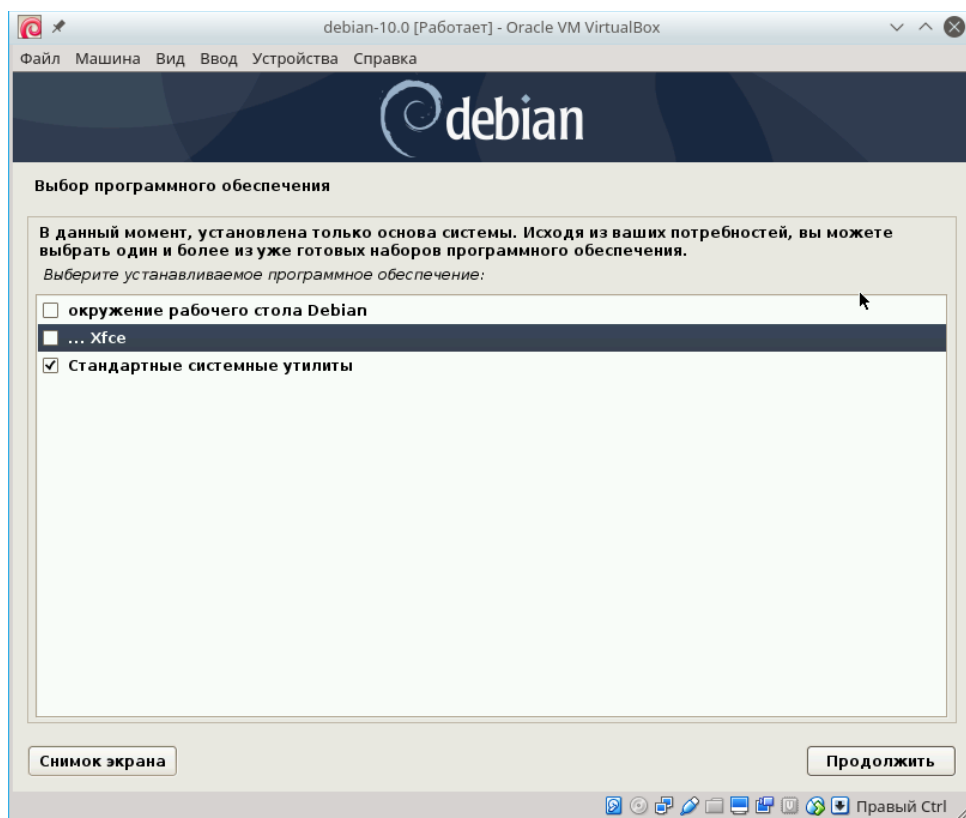 debian-10.0 [Работает] - Oracle VM VirtualBox
Файл Машина Вид Ввод Устройства Справка
debian
Выбор программного обеспечения
В данный момент, установлена только основа системы. Исходя из ваших потребностей, вы можете
выбрать один и более из уже готовых наборов программного обеспечения.
Выберите устанавливаемое программное обеспечение:
окружение рабочего стола Debian
... Xfce
Стандартные системные утилиты
Снимок экрана
Продолжить
Правый Ctrl